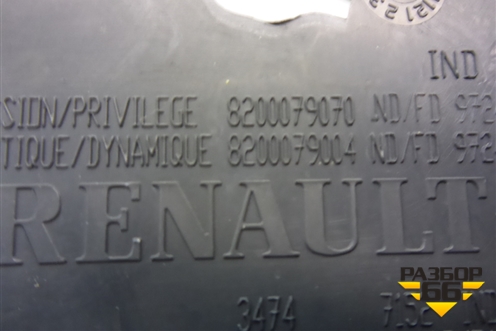 IND
SION/PRIVILEGE 8200079070 ND/FD 972
TIQUE/DYNAMIQUE 8200079004 ND/FD 972
RENAULT
3474
РАЗБОР
66